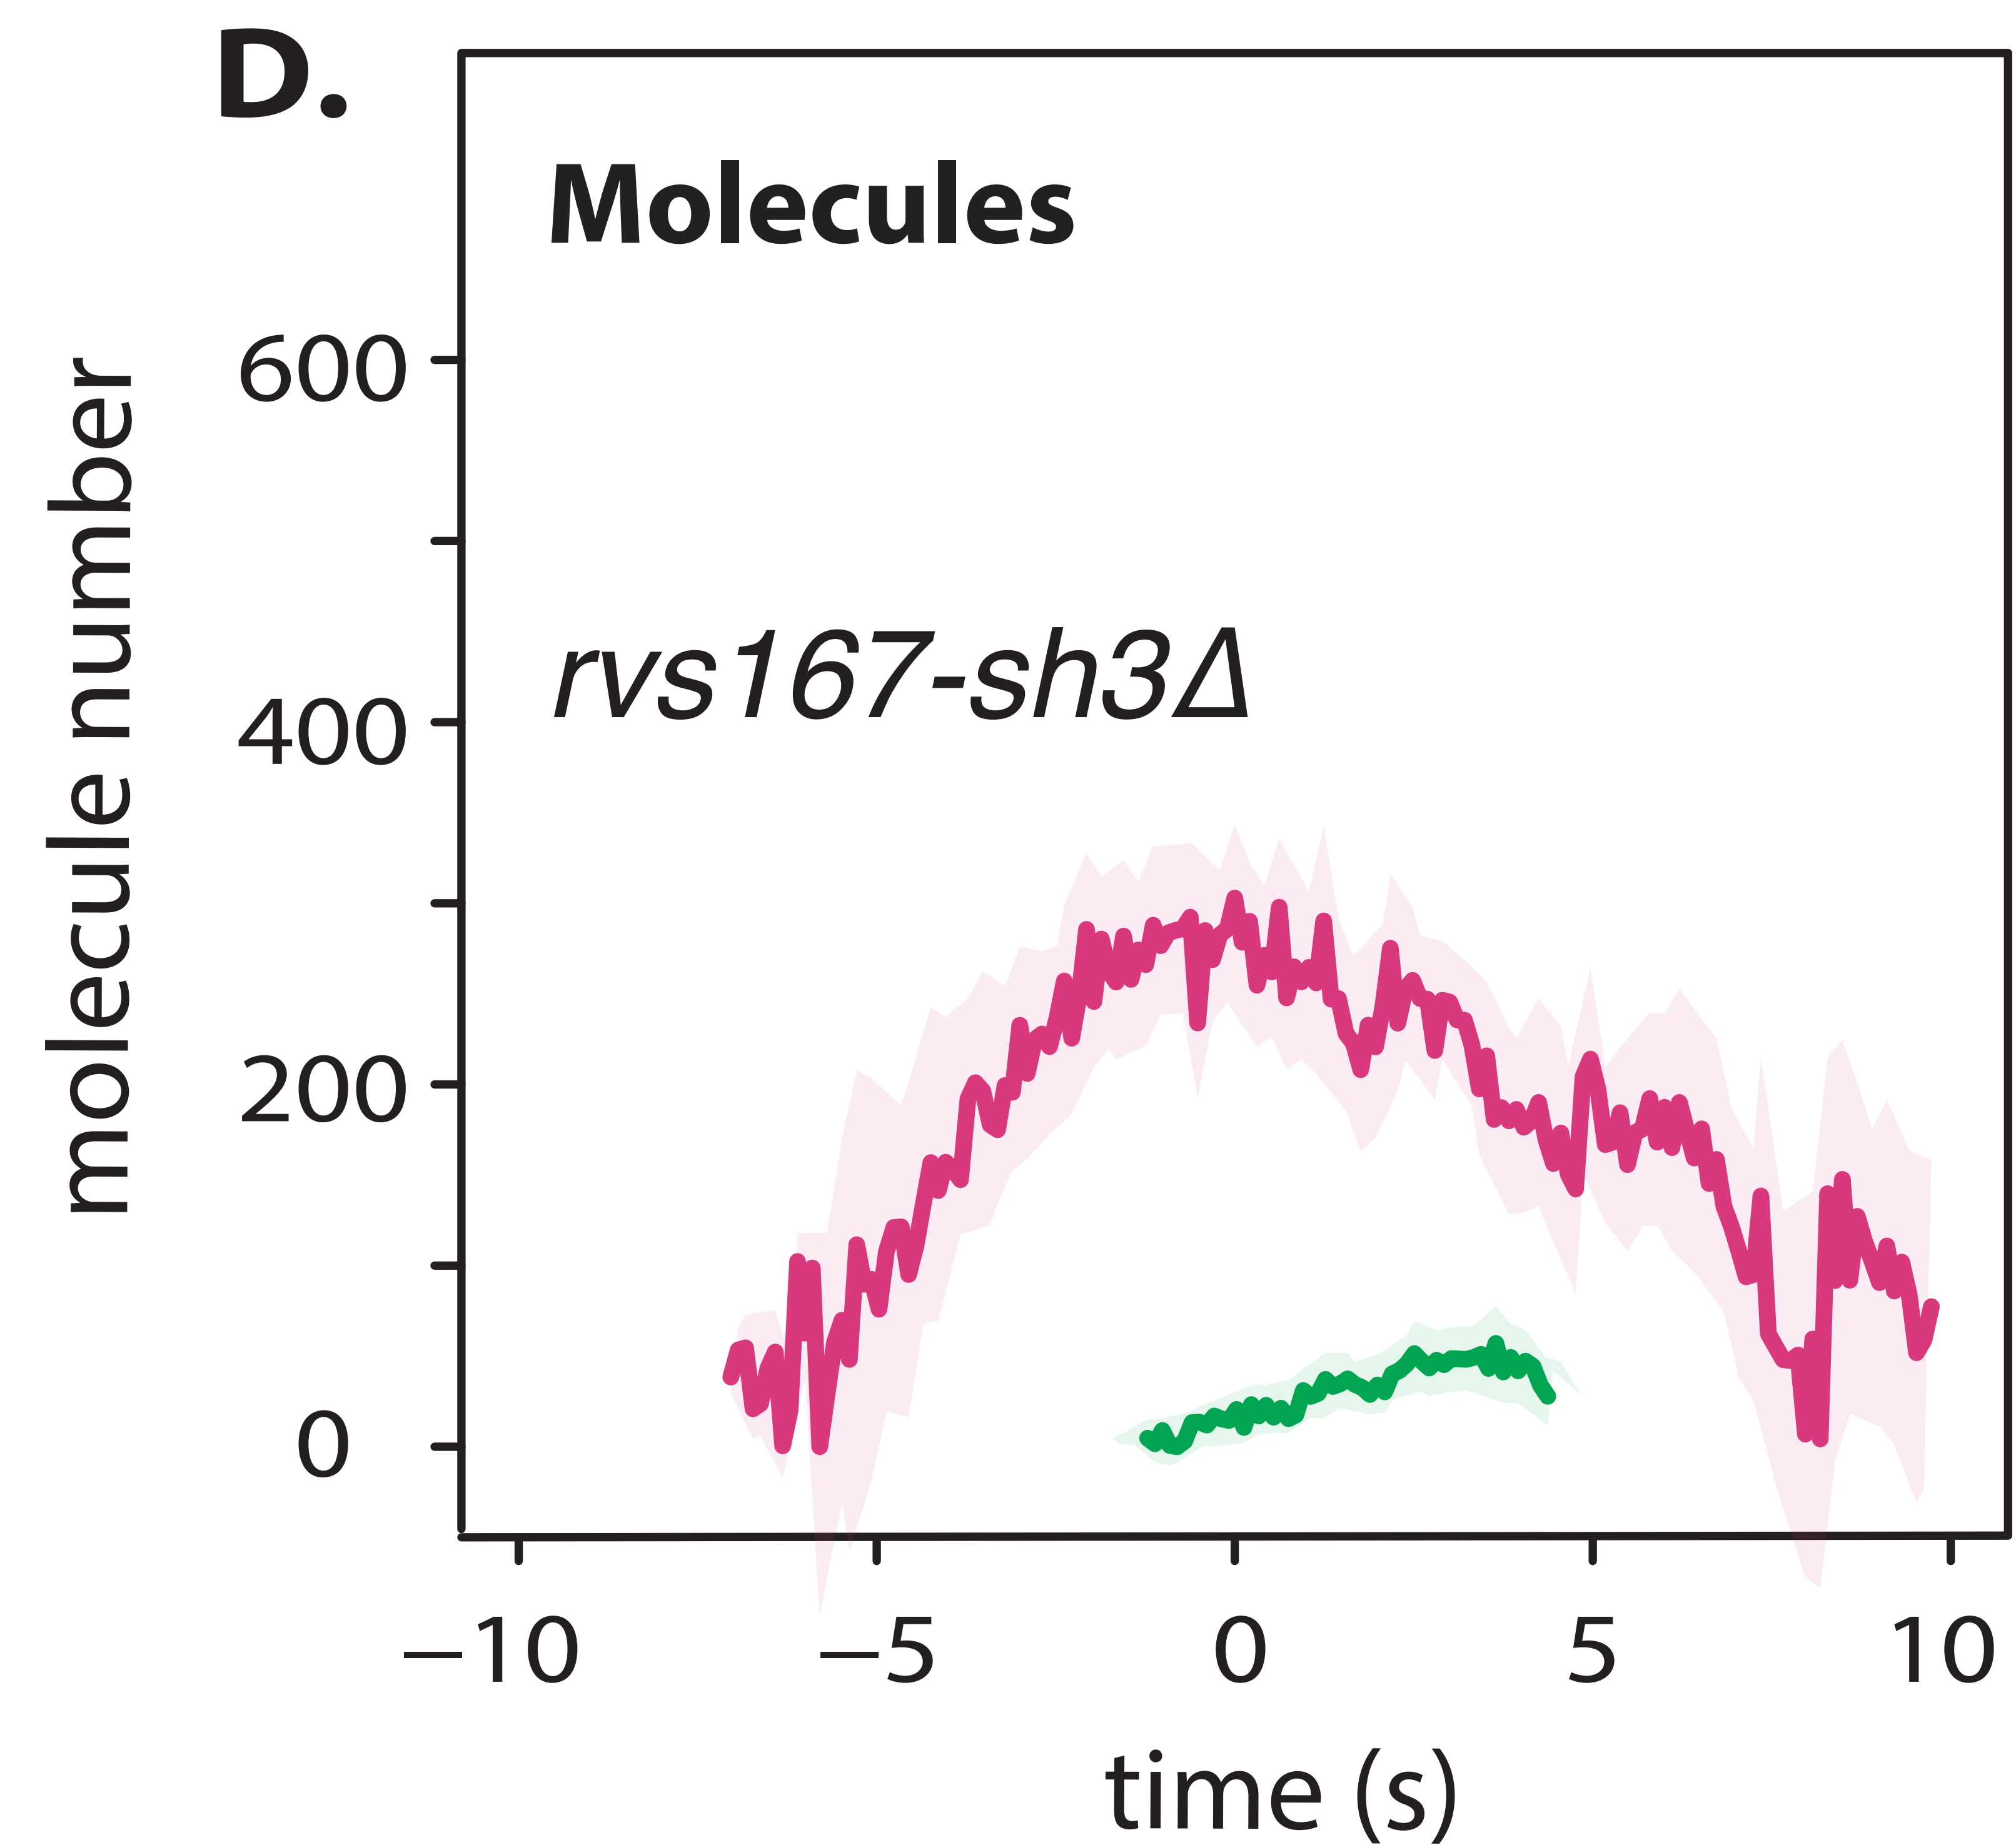 D.
Molecules
rvs167-sh3Δ
molecule number
600
400
200
0
−10 −5 0 5 10
time (s)